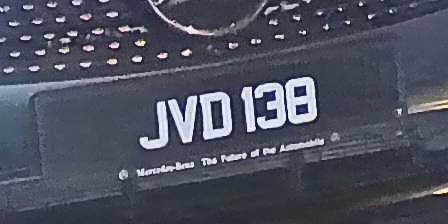 JVD 138
Mercedes-Benz The Future of the Automobile